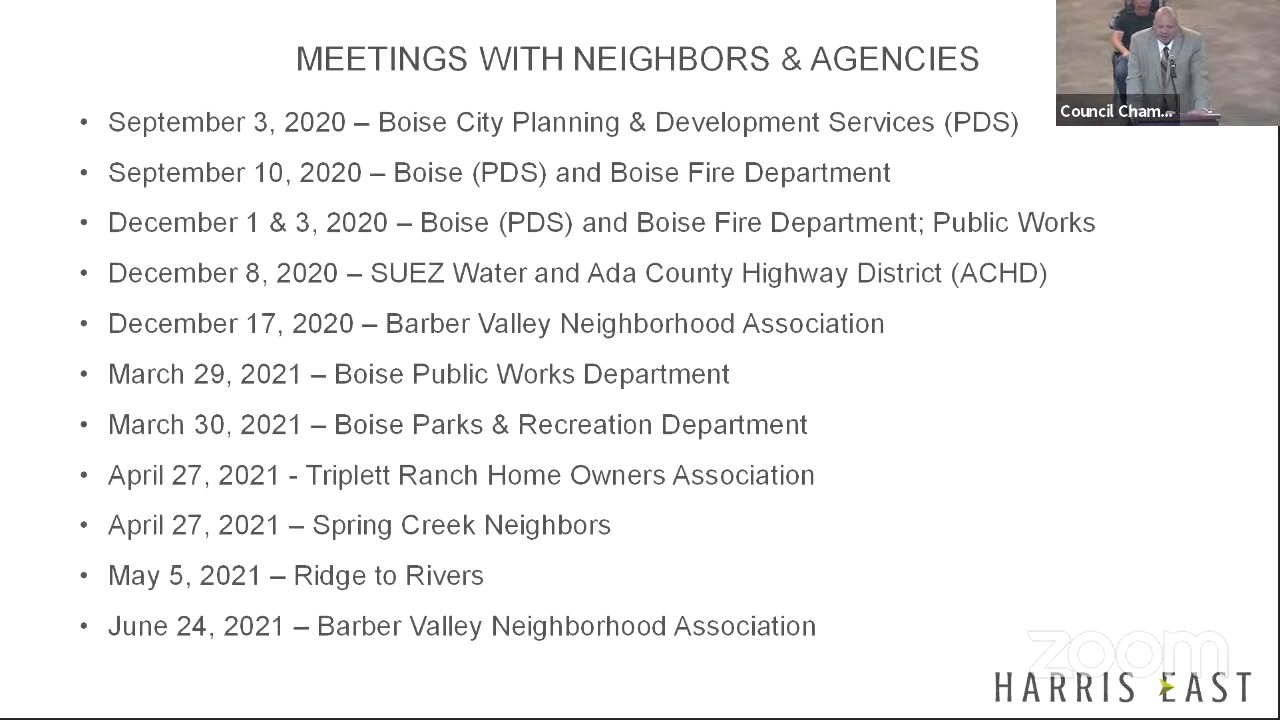 MEETINGS WITH NEIGHBORS & AGENCIES
Council Cham...
• September 3, 2020 – Boise City Planning & Development Services (PDS)
• September 10, 2020 – Boise (PDS) and Boise Fire Department
• December 1 & 3, 2020 – Boise (PDS) and Boise Fire Department; Public Works
• December 8, 2020 – SUEZ Water and Ada County Highway District (ACHD)
• December 17, 2020 – Barber Valley Neighborhood Association
• March 29, 2021 – Boise Public Works Department
• March 30, 2021 – Boise Parks & Recreation Department
• April 27, 2021 - Triplett Ranch Home Owners Association
• April 27, 2021 – Spring Creek Neighbors
• May 5, 2021 – Ridge to Rivers
• June 24, 2021 – Barber Valley Neighborhood Association
zoom
HARRIS EAST